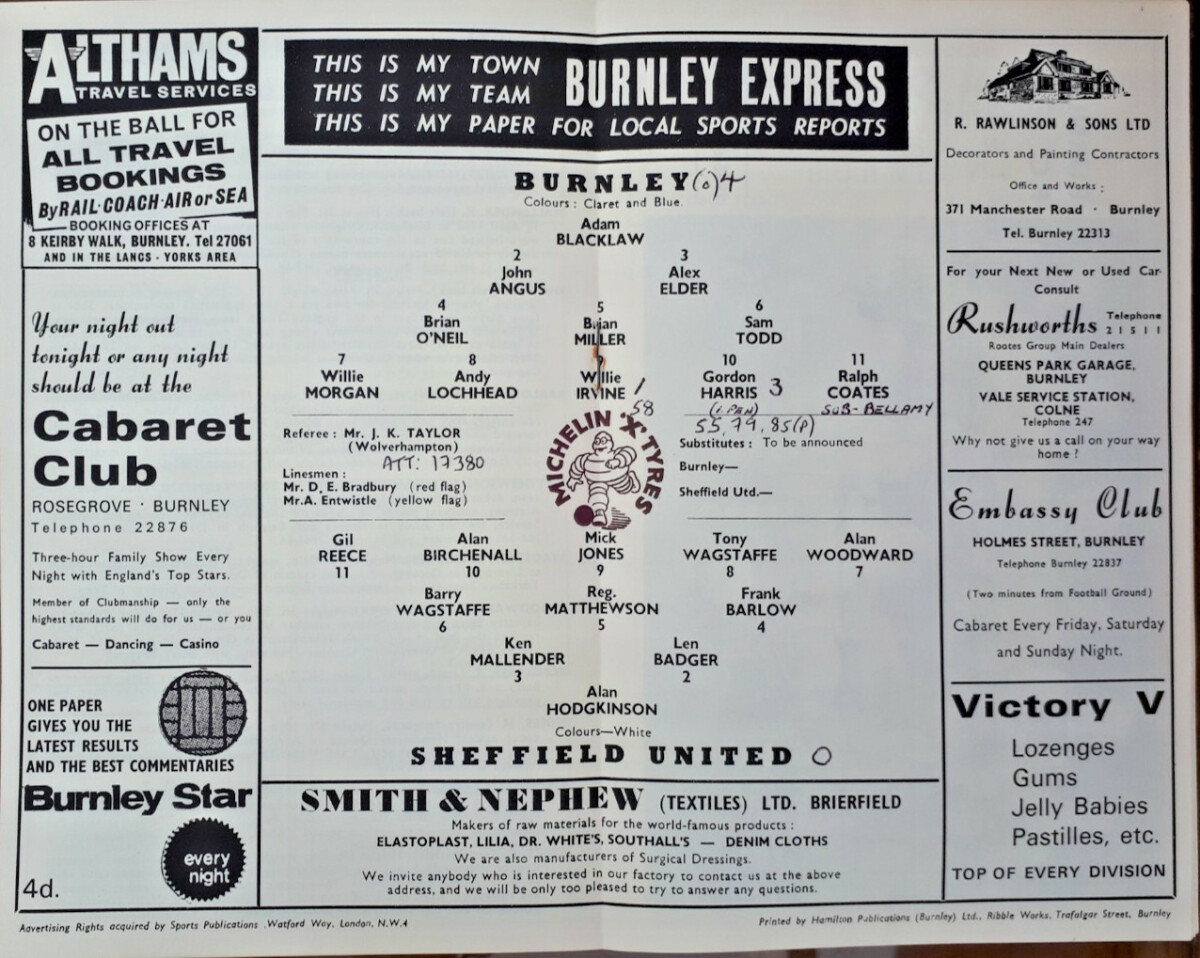 ALTHAMS
TRAVEL SERVICES
ON THE BALL FOR
ALL TRAVEL
BOOKINGS
By RAIL·COACH·AIR or SEA
BOOKING OFFICES AT
8 KEIRBY WALK, BURNLEY. Tel 27061
AND IN THE LANCS - YORKS AREA
Your night out
tonight or any night
should be at the
Cabaret
Club
ROSEGROVE · BURNLEY
Telephone 22876
Three-hour Family Show Every
Night with England's Top Stars.
Member of Clubmanship — only the
highest standards will do for us — or you
Cabaret — Dancing — Casino
ONE PAPER
GIVES YOU THE
LATEST RESULTS
AND THE BEST COMMENTARIES
Burnley Star
every
night
4d.
THIS IS MY TOWN
THIS IS MY TEAM
BURNLEY EXPRESS
THIS IS MY PAPER FOR LOCAL SPORTS REPORTS
BURNLEY (0) 4
Colours : Claret and Blue.
Adam
BLACKLAW
2 3
John Alex
ANGUS ELDER
4 5 6
Brian Brian Sam
O'NEIL MILLER TODD
7 8 9 10 11
Willie Andy Willie Gordon Ralph
MORGAN LOCHHEAD IRVINE 1 HARRIS 3 COATES
58 (1 PEN) SUB- BELLAMY
55, 79, 85(P)
Referee : Mr. J. K. TAYLOR
(Wolverhampton)
ATT: 17380
Linesmen :
Mr. D. E. Bradbury (red flag)
Mr.A. Entwistle (yellow flag)
MICHELIN 'X' TYRES
Substitutes : To be announced
Burnley—
Sheffield Utd.—
Gil Alan Mick Tony Alan
REECE BIRCHENALL JONES WAGSTAFFE WOODWARD
11 10 9 8 7
Barry Reg. Frank
WAGSTAFFE MATTHEWSON BARLOW
6 5 4
Ken Len
MALLENDER BADGER
3 2
Alan
HODGKINSON
Colours—White
SHEFFIELD UNITED 0
SMITH & NEPHEW (TEXTILES) LTD. BRIERFIELD
Makers of raw materials for the world-famous products :
ELASTOPLAST, LILIA, DR. WHITE'S, SOUTHALL'S — DENIM CLOTHS
We are also manufacturers of Surgical Dressings.
We invite anybody who is interested in our factory to contact us at the above
address, and we will be only too pleased to try to answer any questions.
R. RAWLINSON & SONS LTD
Decorators and Painting Contractors
Office and Works :
371 Manchester Road · Burnley
Tel. Burnley 22313
For your Next New or Used Car
Consult
Rushworths Telephone
21511
Rootes Group Main Dealers
QUEENS PARK GARAGE,
BURNLEY
VALE SERVICE STATION,
COLNE
Telephone 247
Why not give us a call on your way
home ?
Embassy Club
HOLMES STREET, BURNLEY
Telephone Burnley 22837
(Two minutes from Football Ground)
Cabaret Every Friday, Saturday
and Sunday Night.
Victory V
Lozenges
Gums
Jelly Babies
Pastilles, etc.
TOP OF EVERY DIVISION
Advertising Rights acquired by Sports Publications .Watford Way, London, N.W.4
Printed by Hamilton Publications (Burnley) Ltd., Ribble Works, Trafalgar Street, Burnley